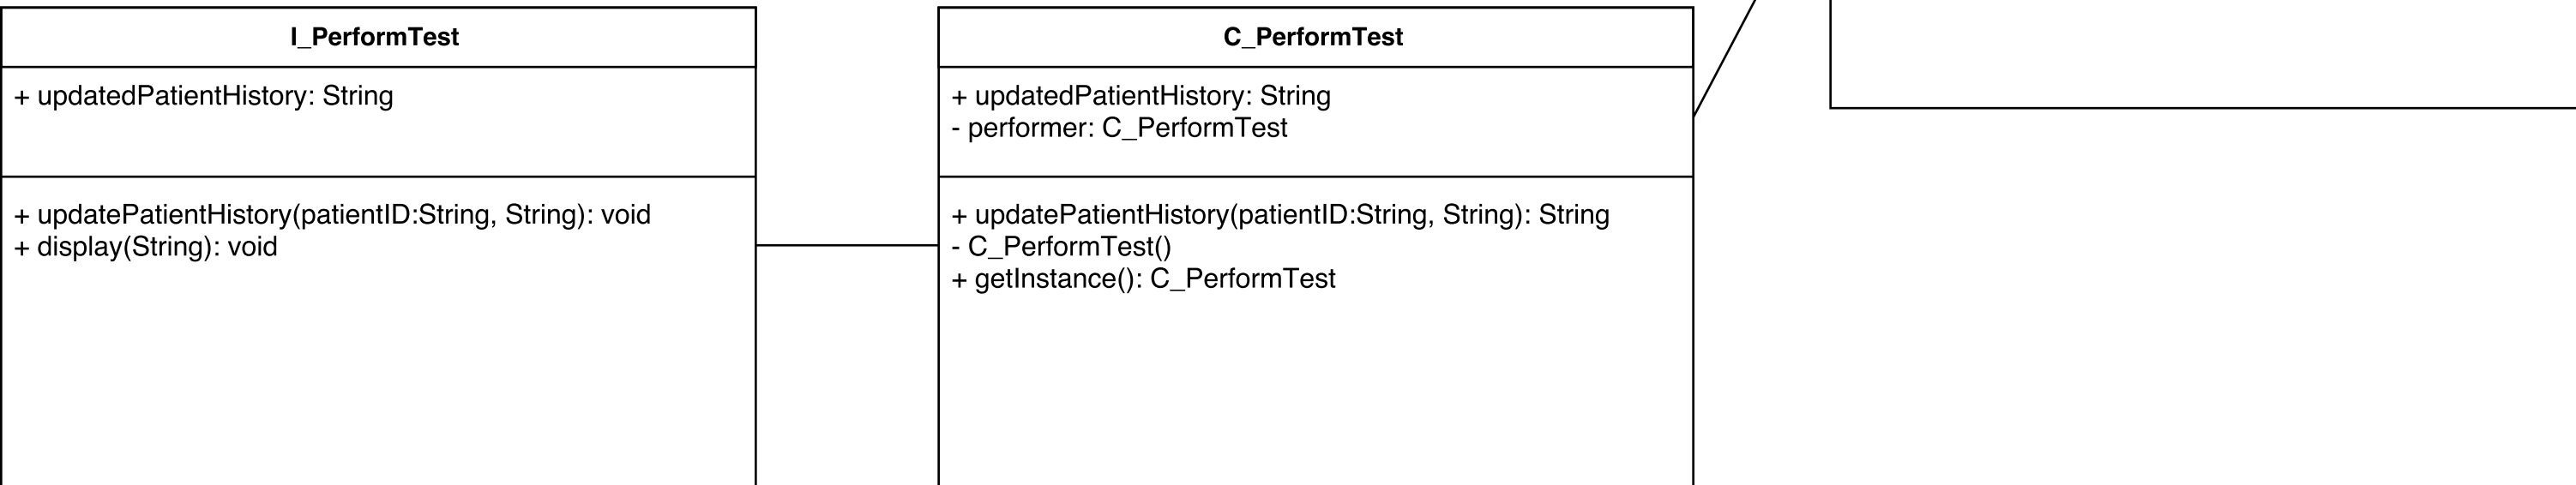 I_PerformTest
+ updatedPatientHistory: String
+ updatePatientHistory(patientID:String, String): void
+ display(String): void
C_PerformTest
+ updatedPatientHistory: String
- performer: C_PerformTest
+ updatePatientHistory(patientID:String, String): String
- C_PerformTest()
+ getInstance(): C_PerformTest